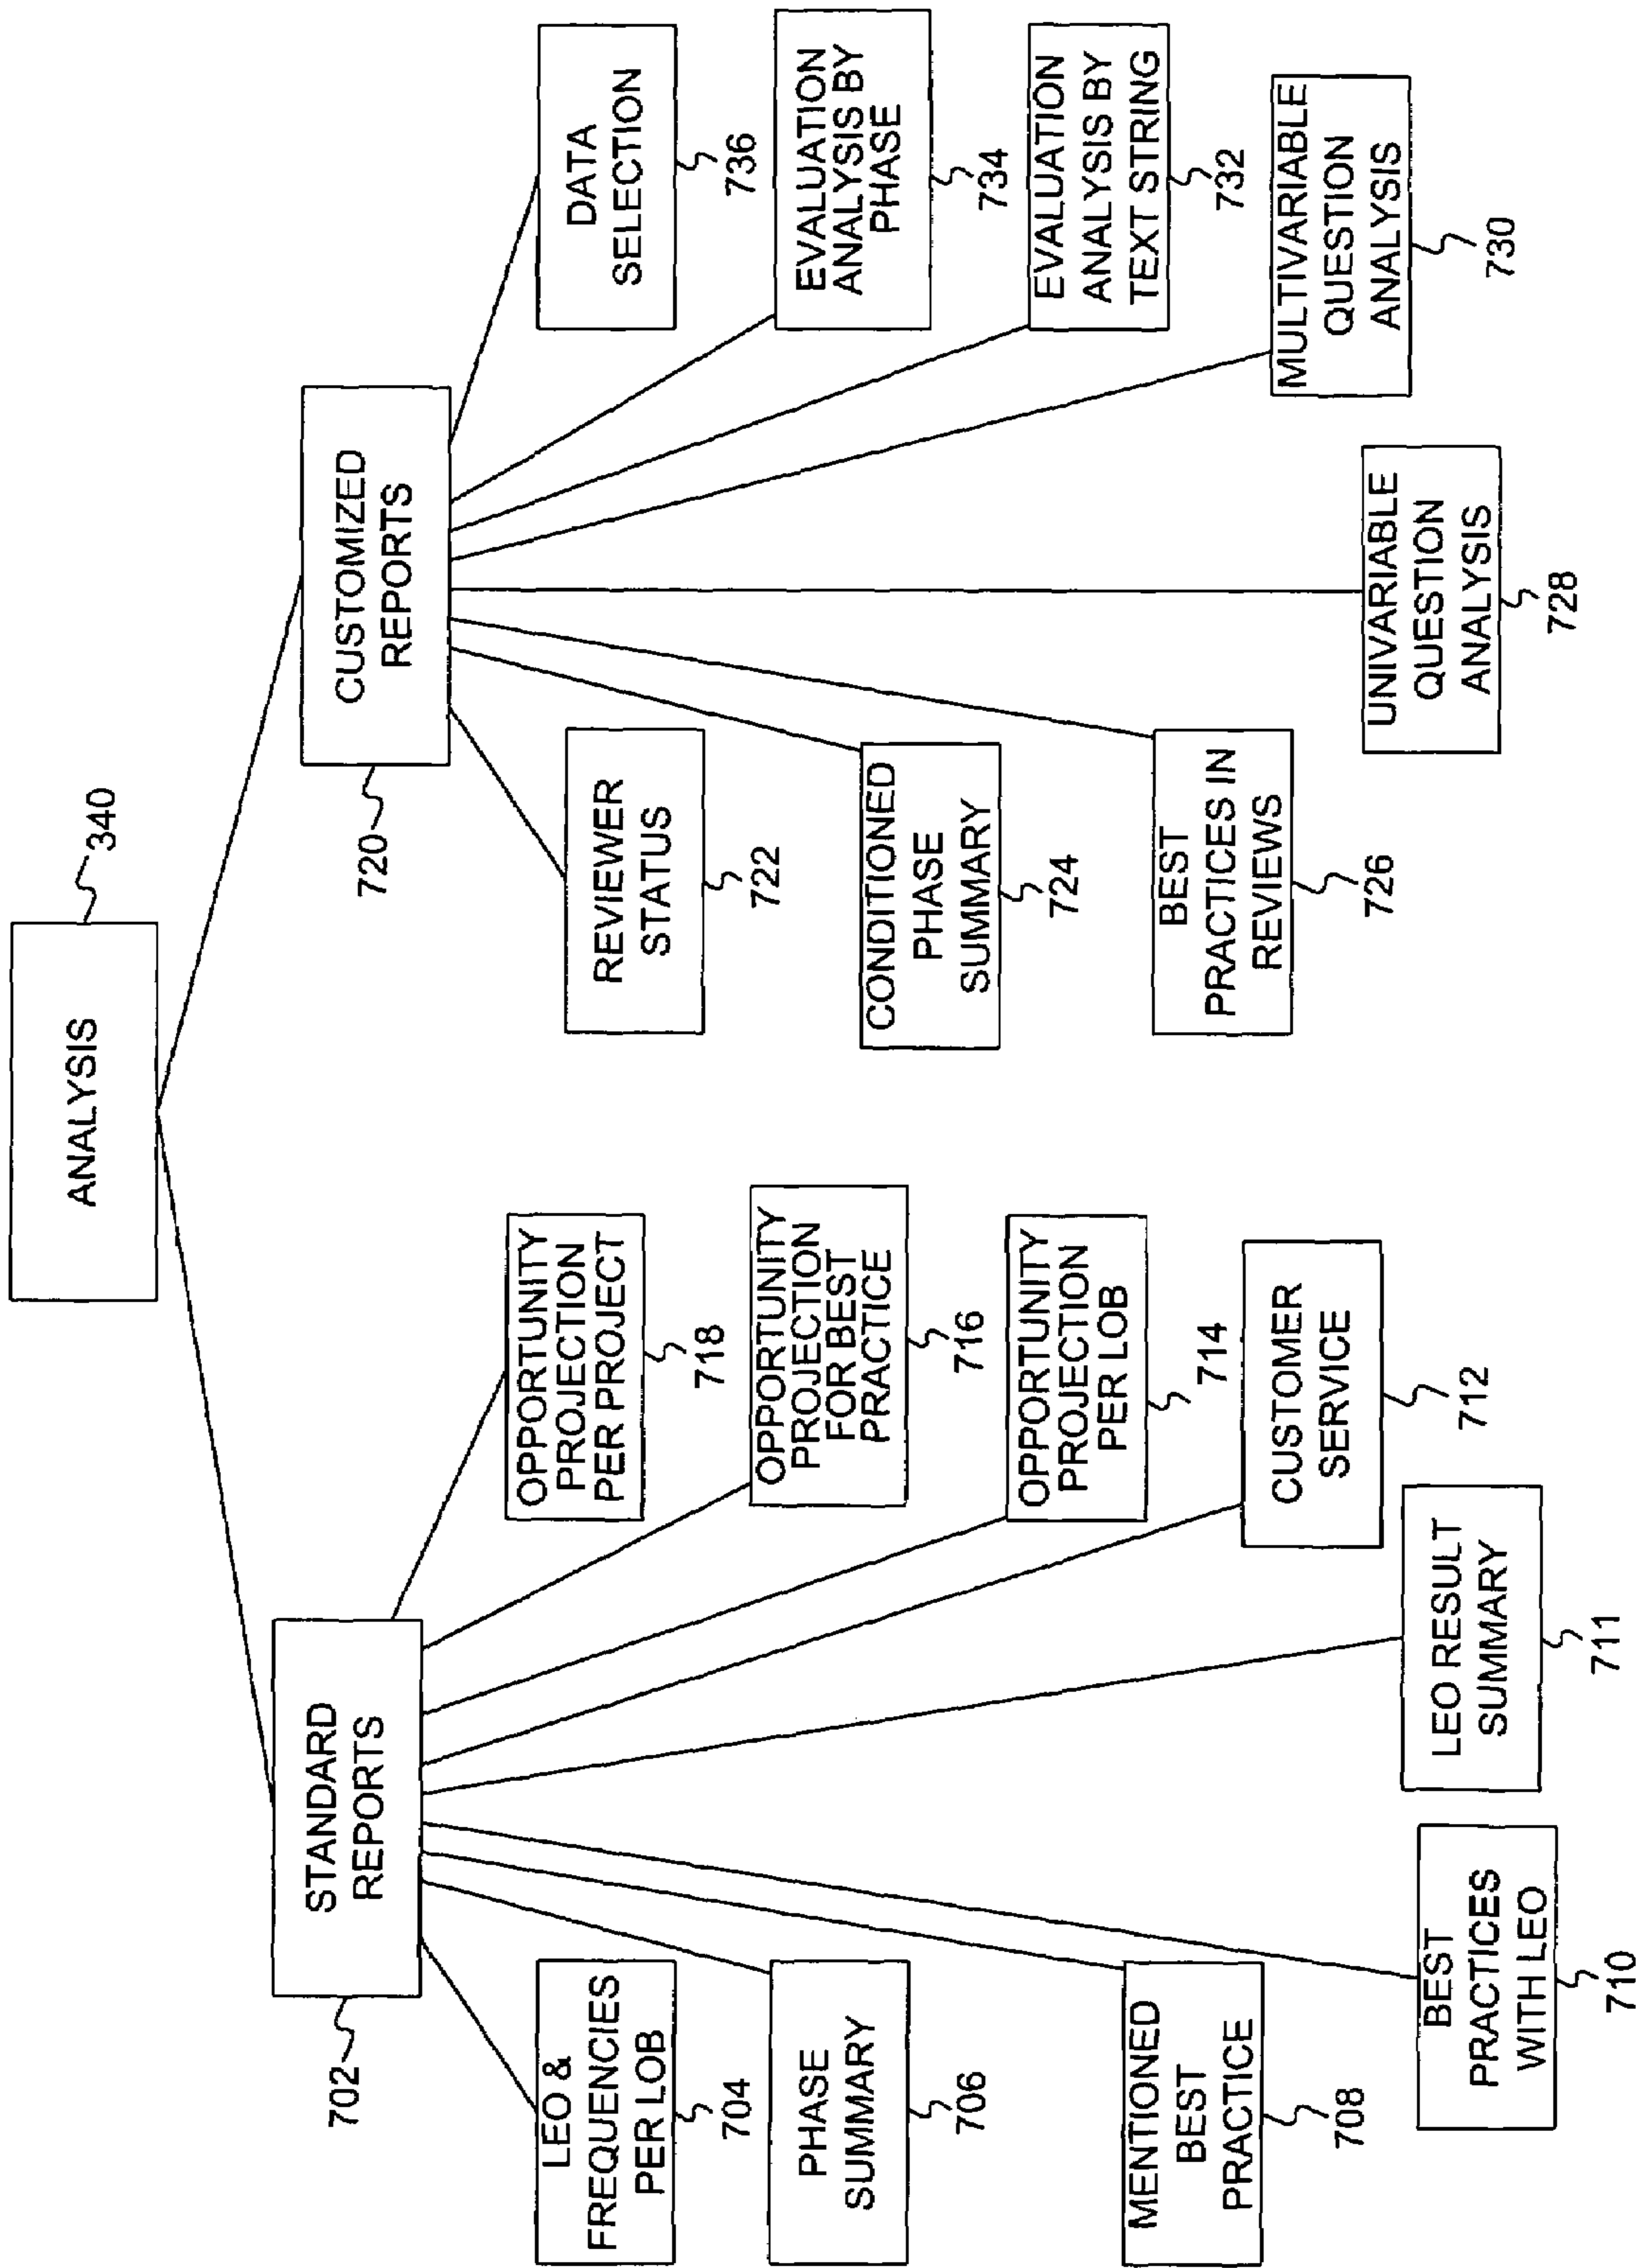 ANALYSIS
340
STANDARD
REPORTS
702
CUSTOMIZED
REPORTS
720
LEO &
FREQUENCIES
PER LOB
704
PHASE
SUMMARY
706
MENTIONED
BEST
PRACTICE
708
BEST
PRACTICES
WITH LEO
710
LEO RESULT
SUMMARY
711
CUSTOMER
SERVICE
712
OPPORTUNITY
PROJECTION
PER LOB
714
OPPORTUNITY
PROJECTION
FOR BEST
PRACTICE
716
OPPORTUNITY
PROJECTION
PER PROJECT
718
REVIEWER
STATUS
722
CONDITIONED
PHASE
SUMMARY
724
BEST
PRACTICES IN
REVIEWS
726
UNIVARIABLE
QUESTION
ANALYSIS
728
MULTIVARIABLE
QUESTION
ANALYSIS
730
EVALUATION
ANALYSIS BY
TEXT STRING
732
EVALUATION
ANALYSIS BY
PHASE
734
DATA
SELECTION
736